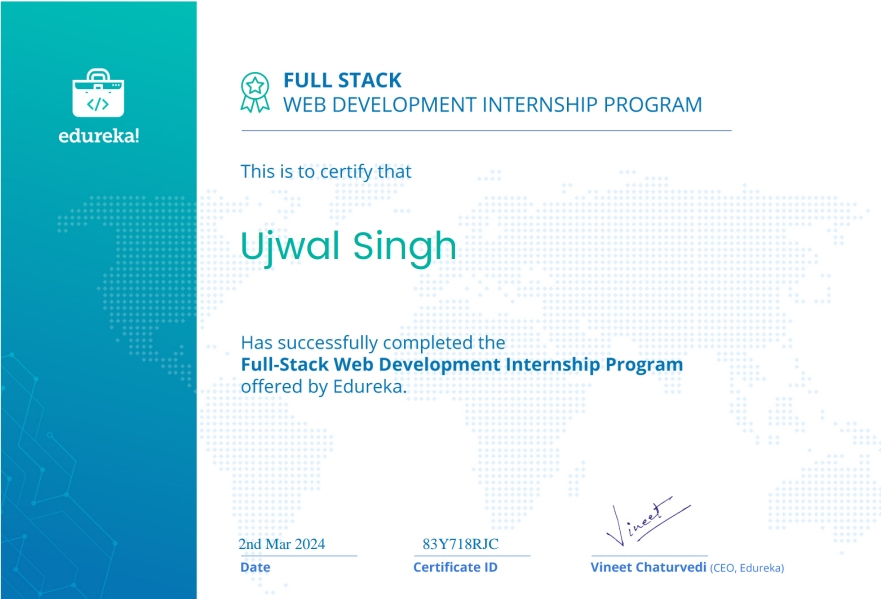 edureka!
FULL STACK
WEB DEVELOPMENT INTERNSHIP PROGRAM
This is to certify that
Ujwal Singh
Has successfully completed the
Full-Stack Web Development Internship Program
offered by Edureka.
Vineet
2nd Mar 2024 83Y718RJC
Date Certificate ID Vineet Chaturvedi (CEO, Edureka)